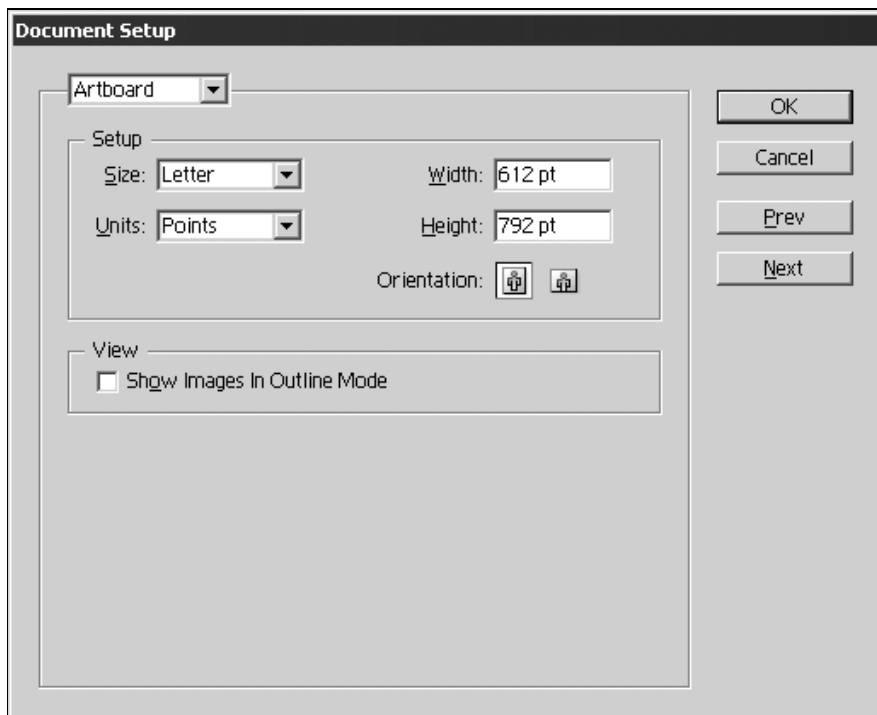 Document Setup
Artboard
OK
Setup
Size: Letter
Width: 612 pt
Cancel
Units: Points
Height: 792 pt
Prev
Orientation:
Next
View
Show Images In Outline Mode